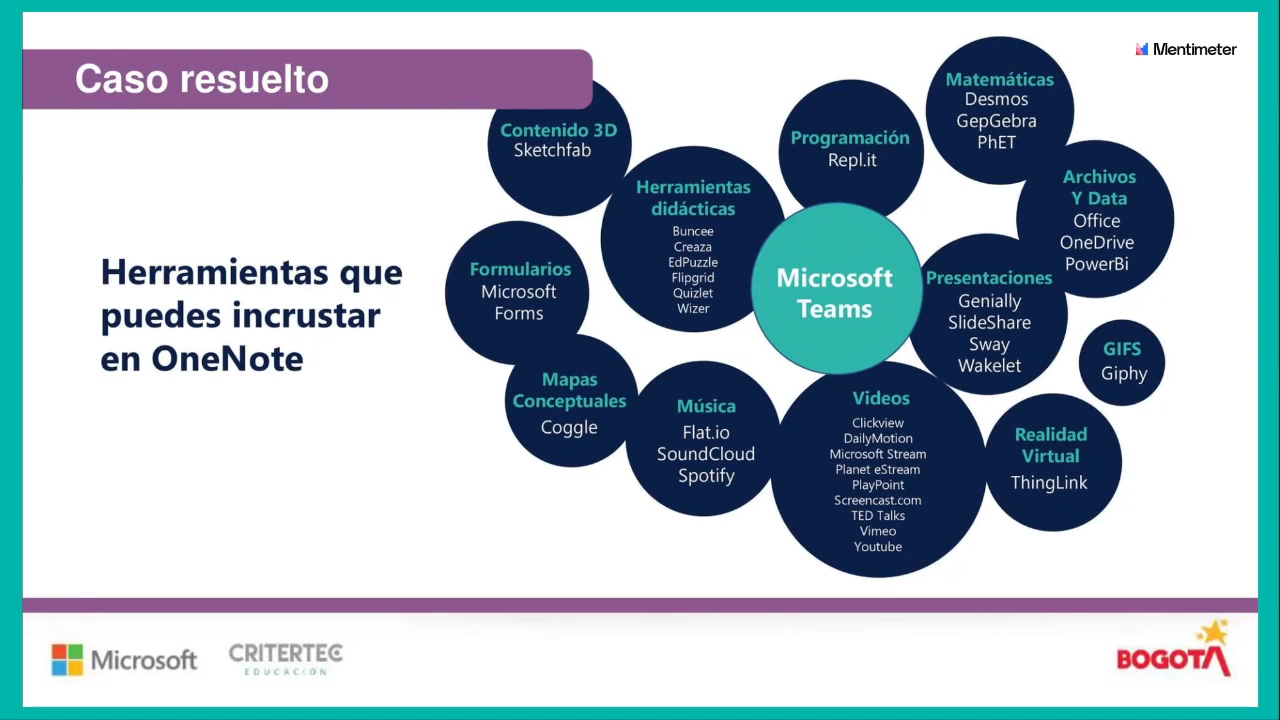 Mentimeter
Caso resuelto
Herramientas que
puedes incrustar
en OneNote
Contenido 3D
Sketchfab
Herramientas
didácticas
Buncee
Creaza
EdPuzzle
Flipgrid
Quizlet
Wizer
Programación
Repl.it
Matemáticas
Desmos
GepGebra
PhET
Archivos
Y Data
Office
OneDrive
PowerBi
Formularios
Microsoft
Forms
Microsoft
Teams
Presentaciones
Genially
SlideShare
Sway
Wakelet
GIFS
Giphy
Mapas
Conceptuales
Coggle
Música
Flat.io
SoundCloud
Spotify
Videos
Clickview
DailyMotion
Microsoft Stream
Planet eStream
PlayPoint
Screencast.com
TED Talks
Vimeo
Youtube
Realidad
Virtual
ThingLink
Microsoft
CRITERTEC
EDUCACIÓN
BOGOTÁ